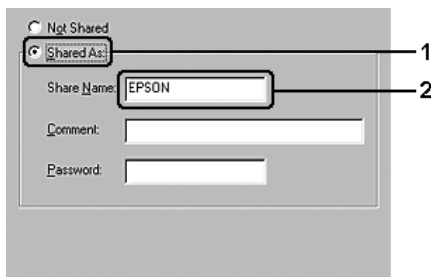 Not Shared
Shared As: 1
Share Name: EPSON 2
Comment:
Password: